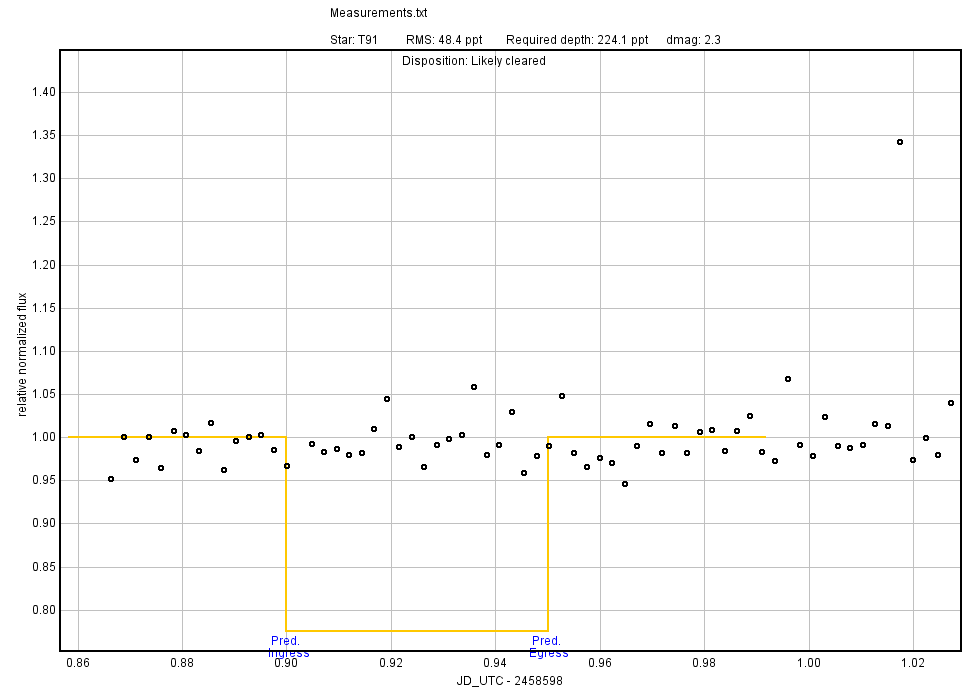 Measurements.txt
Star: T91 RMS: 48.4 ppt Required depth: 224.1 ppt dmag: 2.3
Disposition: Likely cleared
1.40
1.35
1.30
1.25
1.20
1.15
1.10
1.05
1.00
0.95
0.90
0.85
0.80
relative normalized flux
Pred.
Ingress
Pred.
Egress
0.86 0.88 0.90 0.92 0.94 0.96 0.98 1.00 1.02
JD_UTC - 2458598